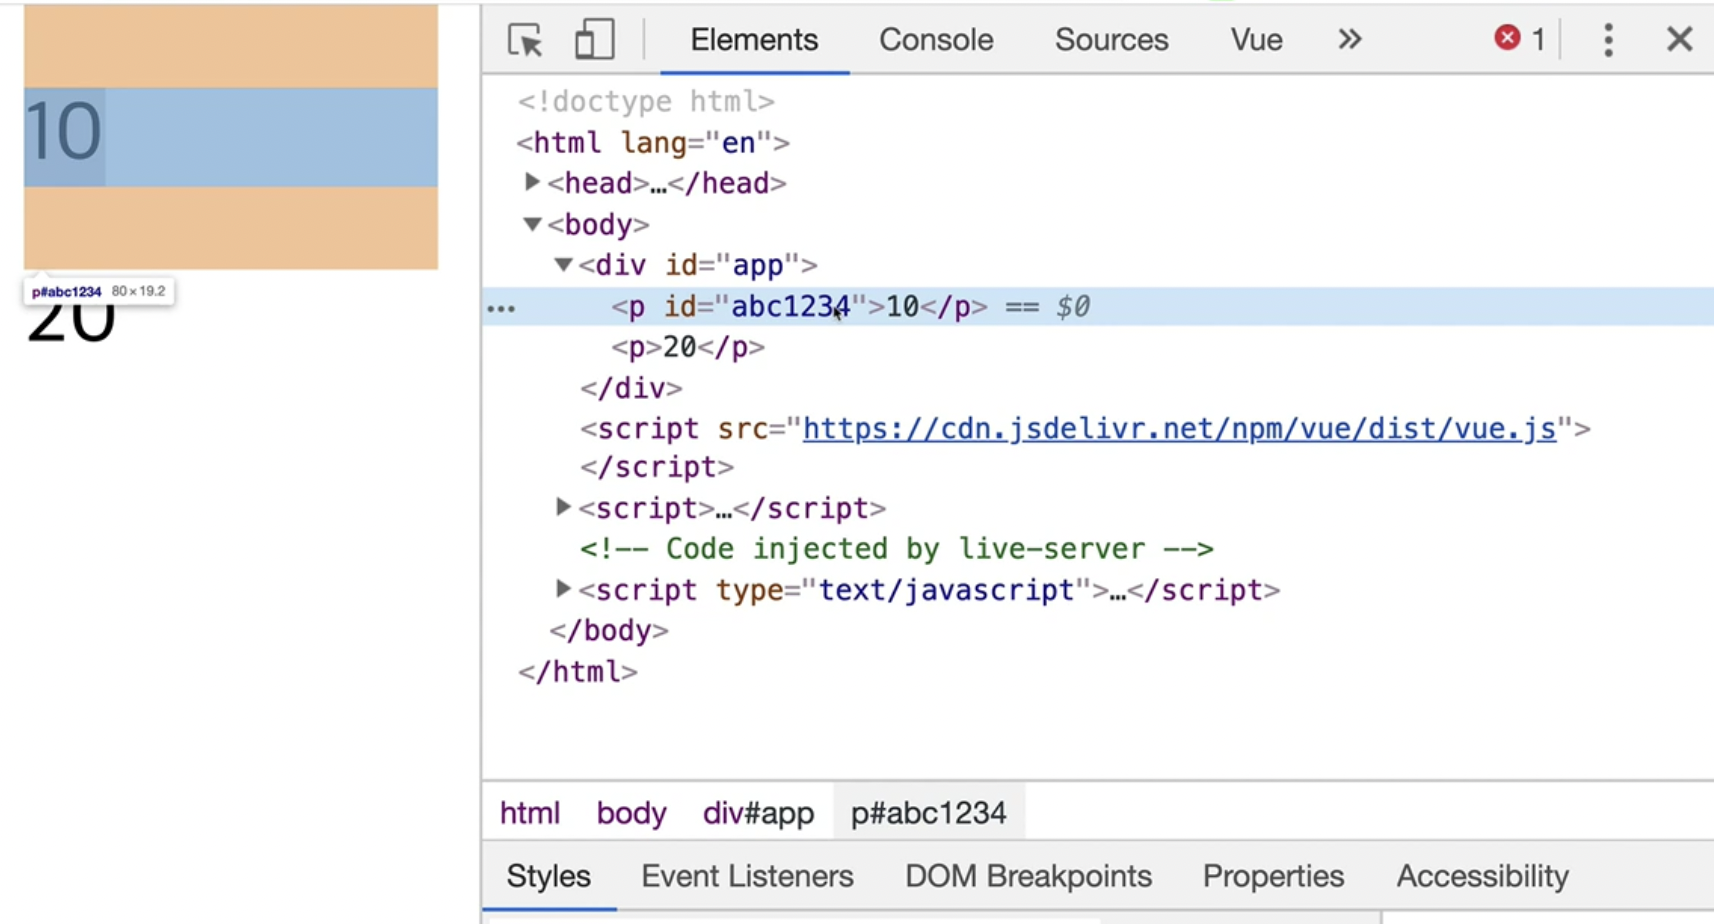 10
p#abc1234 80 × 19.2
20
Elements Console Sources Vue » 1
<!doctype html>
<html lang="en">
<head>…</head>
<body>
<div id="app">
… <p id="abc1234">10</p> == $0
<p>20</p>
</div>
<script src="https://cdn.jsdelivr.net/npm/vue/dist/vue.js">
</script>
<script>…</script>
<!-- Code injected by live-server -->
<script type="text/javascript">…</script>
</body>
</html>
html body div#app p#abc1234
Styles Event Listeners DOM Breakpoints Properties Accessibility